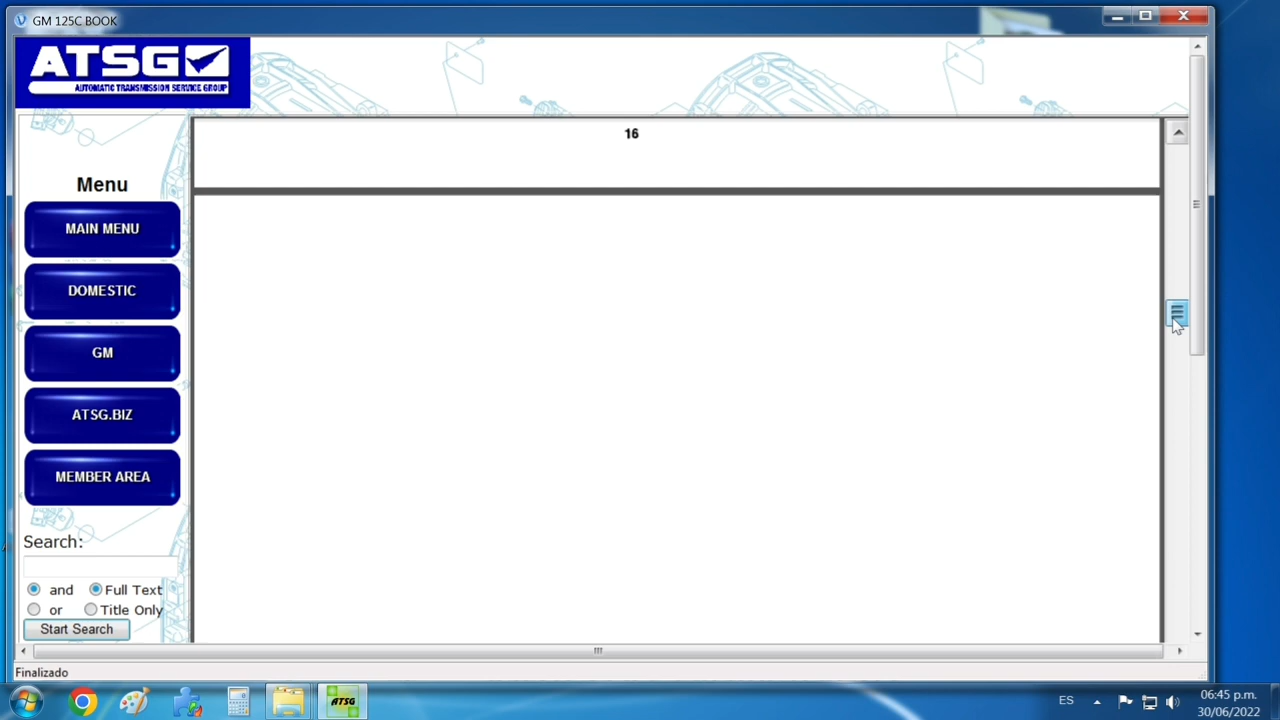 GM 125C BOOK
ATSG
AUTOMATIC TRANSMISSION SERVICE GROUP
16
Menu
MAIN MENU
DOMESTIC
GM
ATSG.BIZ
MEMBER AREA
Search:
and Full Text
or Title Only
Start Search
Finalizado
ATSG
ES
06:45 p.m.
30/06/2022